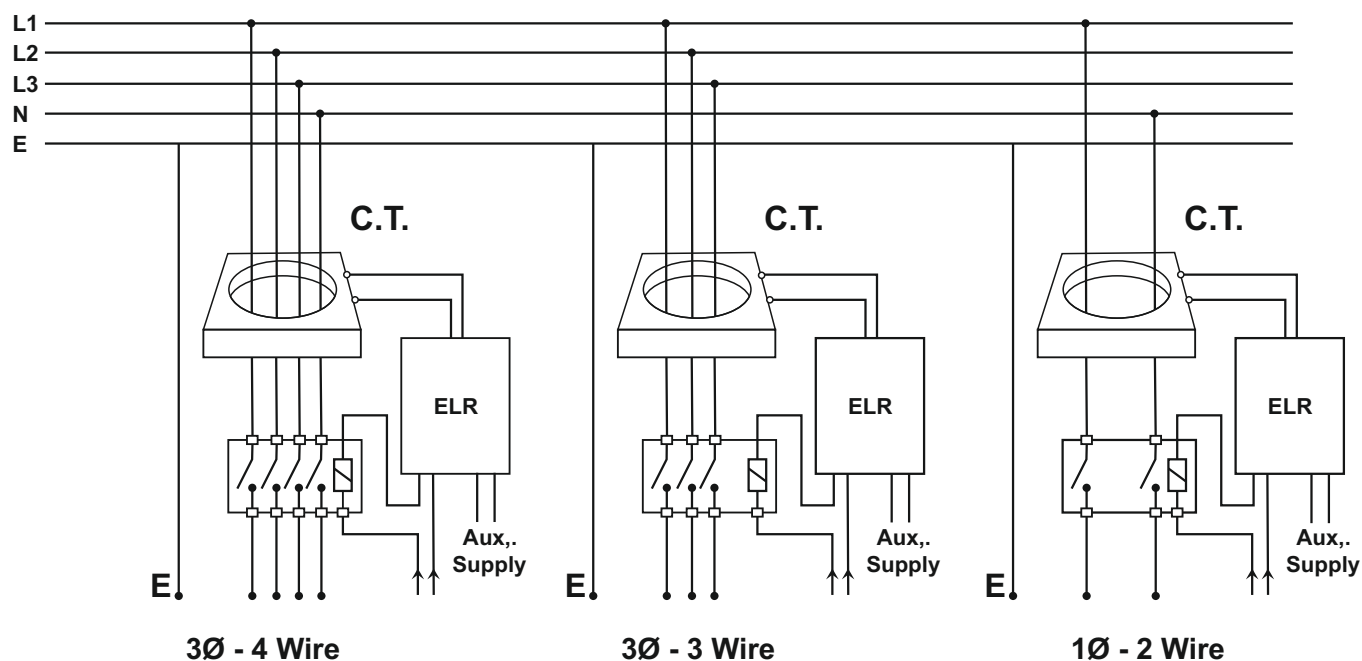 L1
L2
L3
N
E
C.T.
C.T.
C.T.
ELR
ELR
ELR
Aux,.
Supply
Aux,.
Supply
Aux,.
Supply
E
E
E
3Ø - 4 Wire
3Ø - 3 Wire
1Ø - 2 Wire